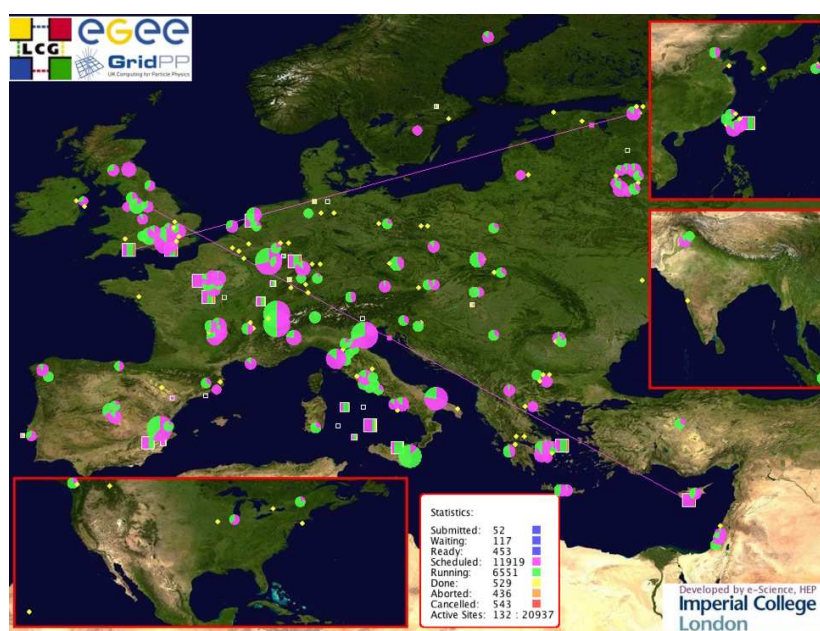 LCG
egee
GridPP
UK Computing for Particle Physics
Statistics:
Submitted: 52
Waiting: 117
Ready: 453
Scheduled: 11919
Running: 6551
Done: 529
Aborted: 436
Cancelled: 543
Active Sites: 132 : 20937
Developed by e-Science, HEP
Imperial College
London